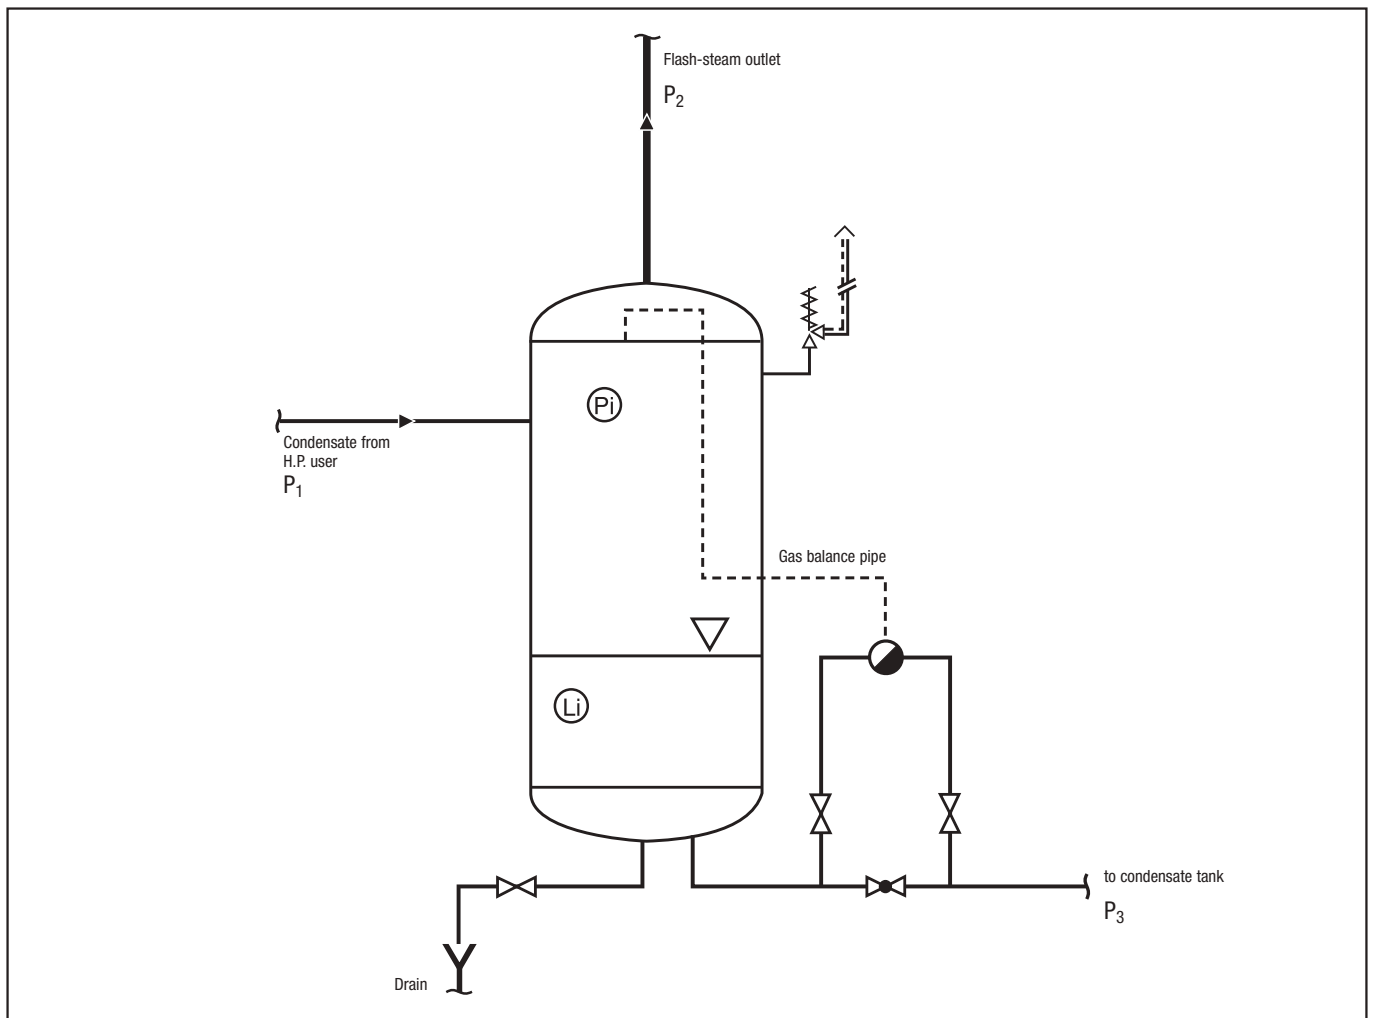 Flash-steam outlet
P2
Pi
Condensate from
H.P. user
P1
Gas balance pipe
Li
to condensate tank
P3
Drain